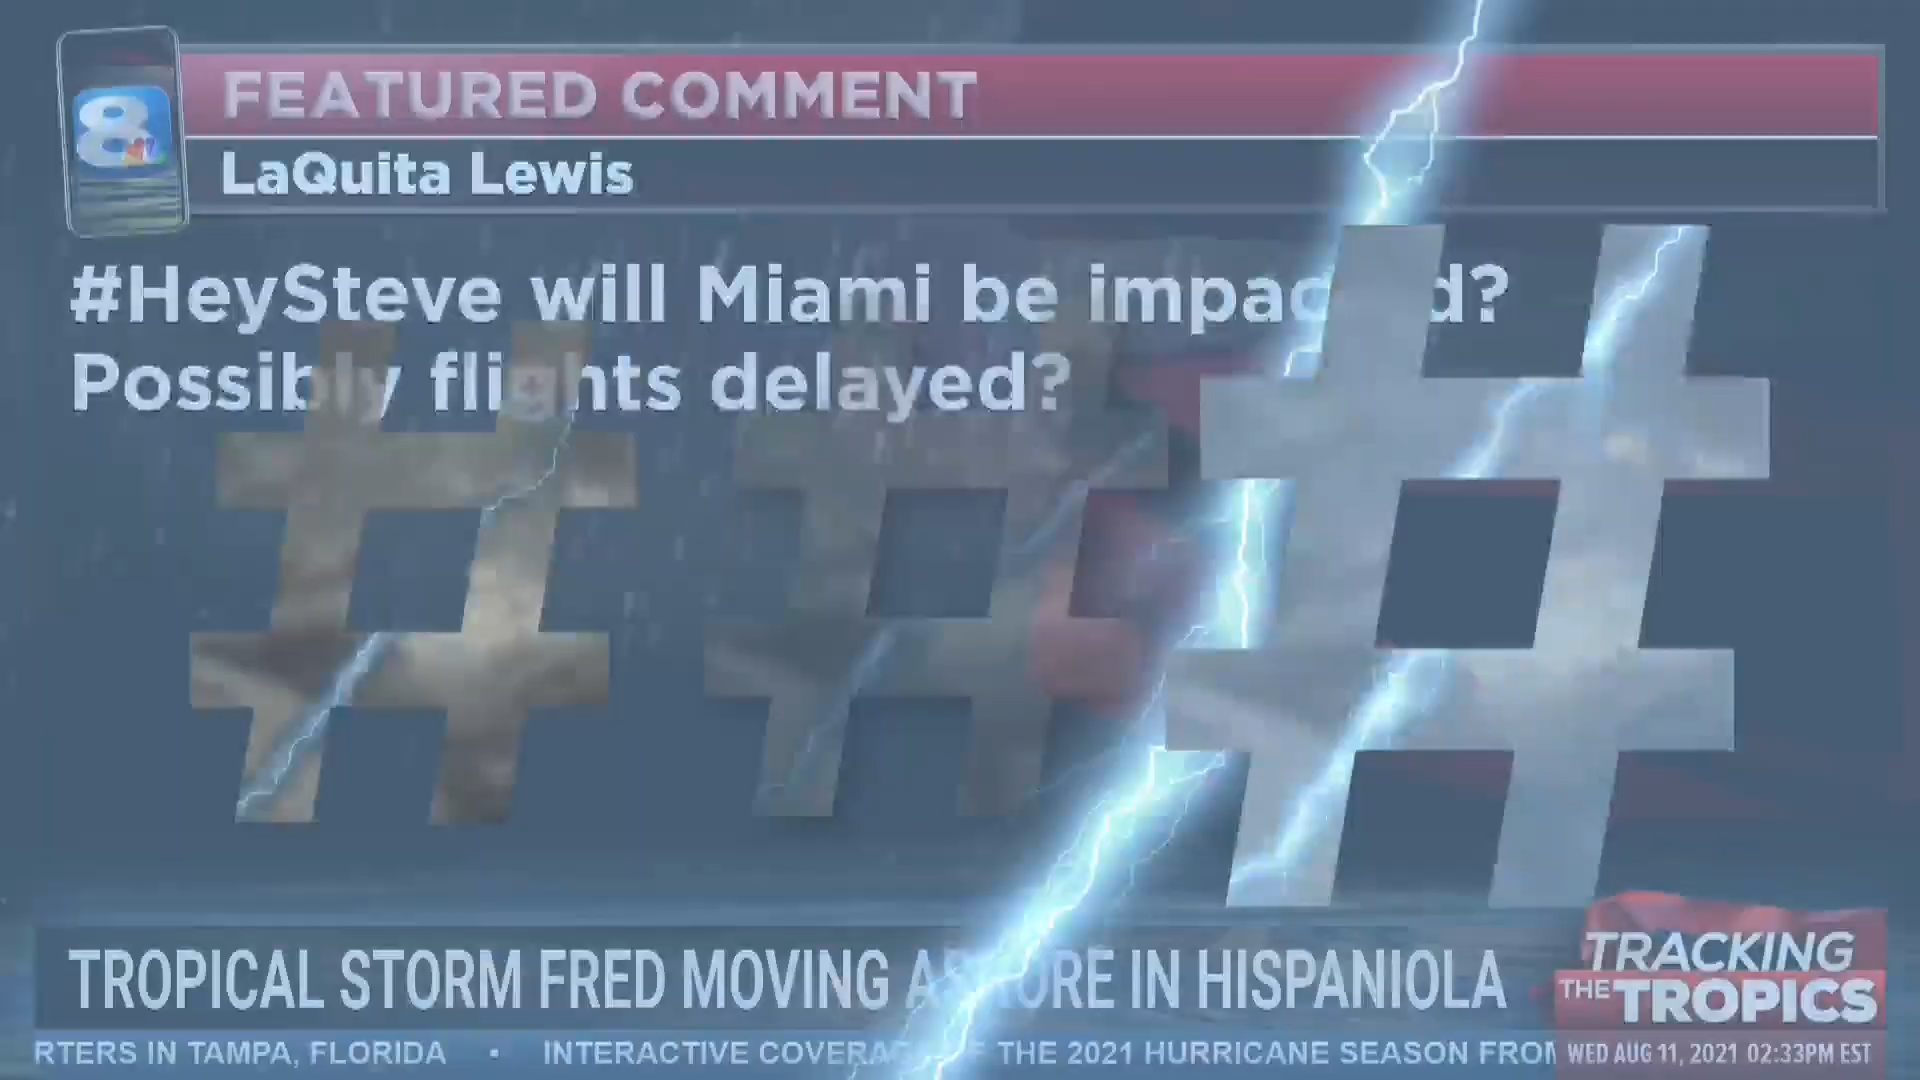 8
FEATURED COMMENT
LaQuita Lewis
#HeySteve will Miami be impacted?
Possibly flights delayed?
TROPICAL STORM FRED MOVING ASHORE IN HISPANIOLA
TRACKING
THE TROPICS
RTERS IN TAMPA, FLORIDA • INTERACTIVE COVERAGE OF THE 2021 HURRICANE SEASON FROM
WED AUG 11, 2021 02:33PM EST